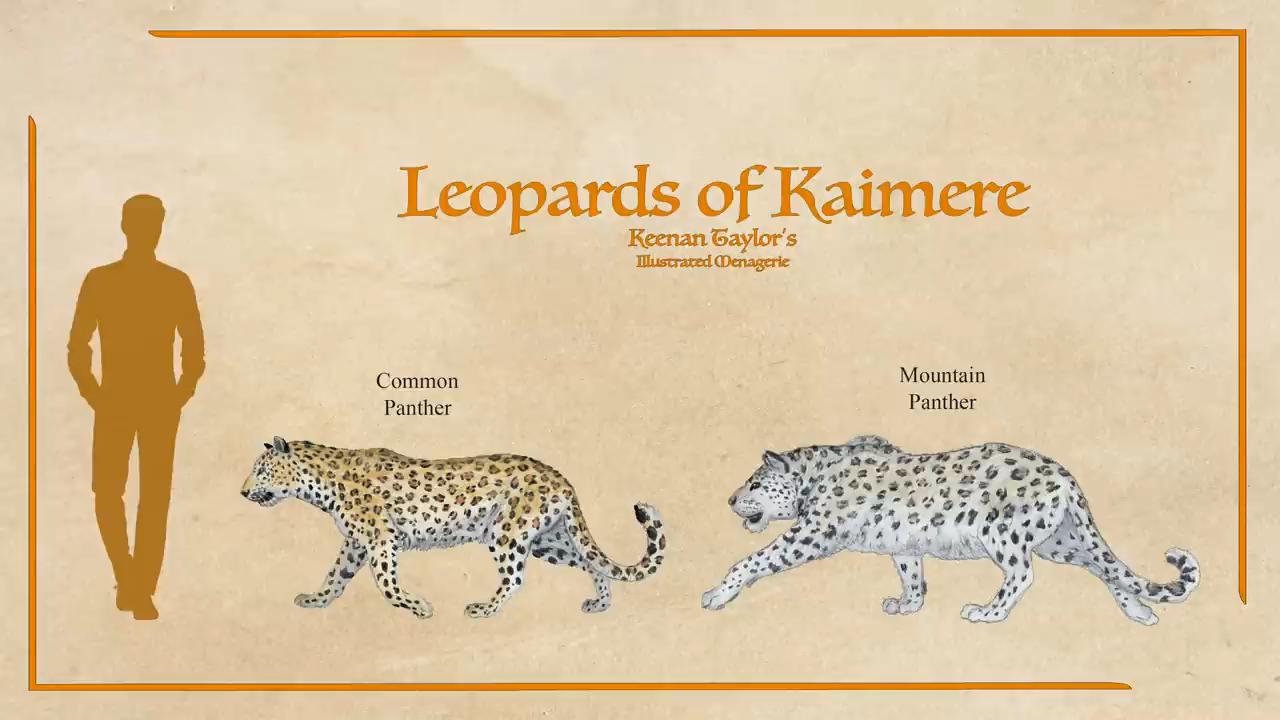 Leopards of Kaimere
Keenan Taylor's
Illustrated Menagerie
Common
Panther
Mountain
Panther